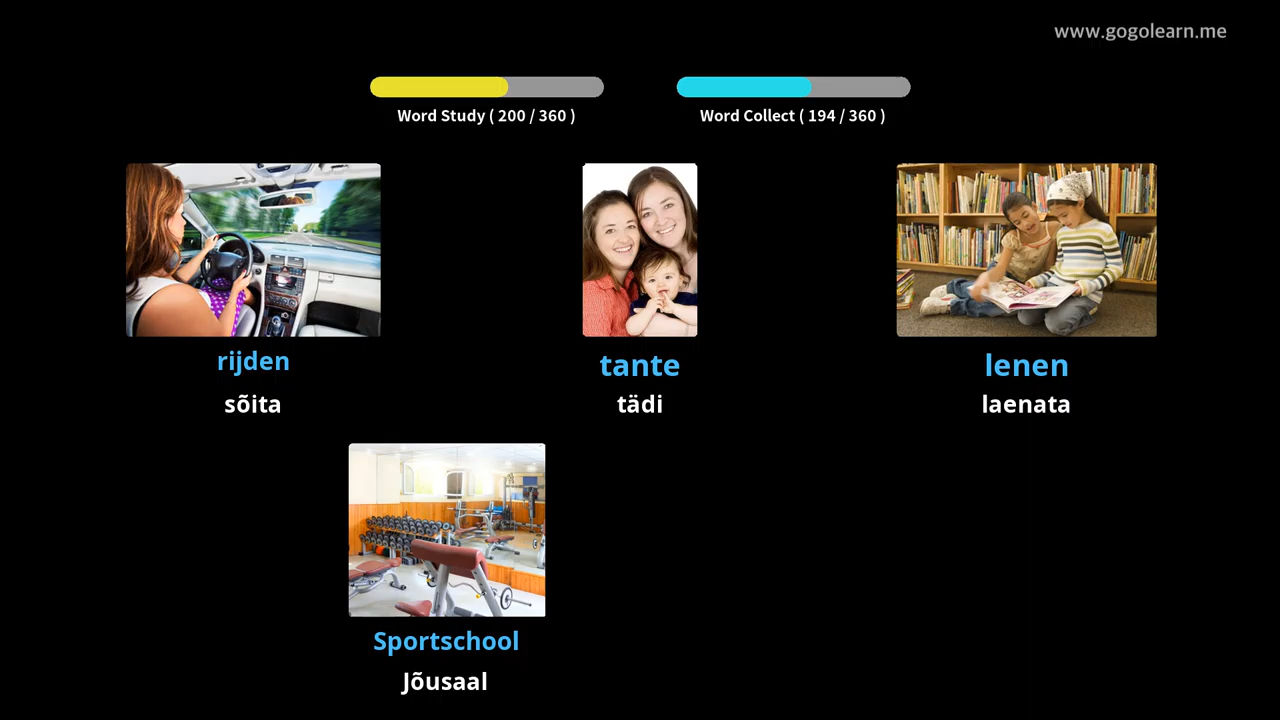 www.gogolearn.me
Word Study ( 200 / 360 )
Word Collect ( 194 / 360 )
rijden
sõita
tante
tädi
lenen
laenata
Sportschool
Jõusaal